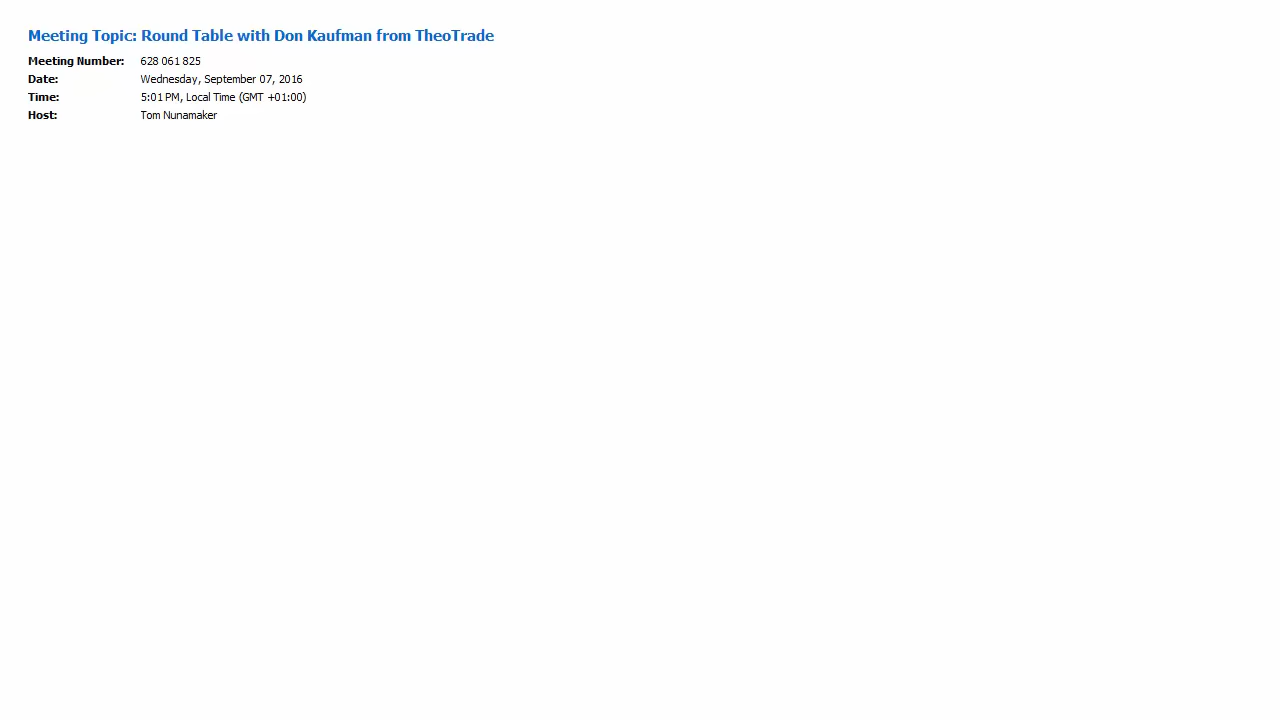 Meeting Topic: Round Table with Don Kaufman from TheoTrade
Meeting Number: 628 061 825
Date: Wednesday, September 07, 2016
Time: 5:01 PM, Local Time (GMT +01:00)
Host: Tom Nunamaker